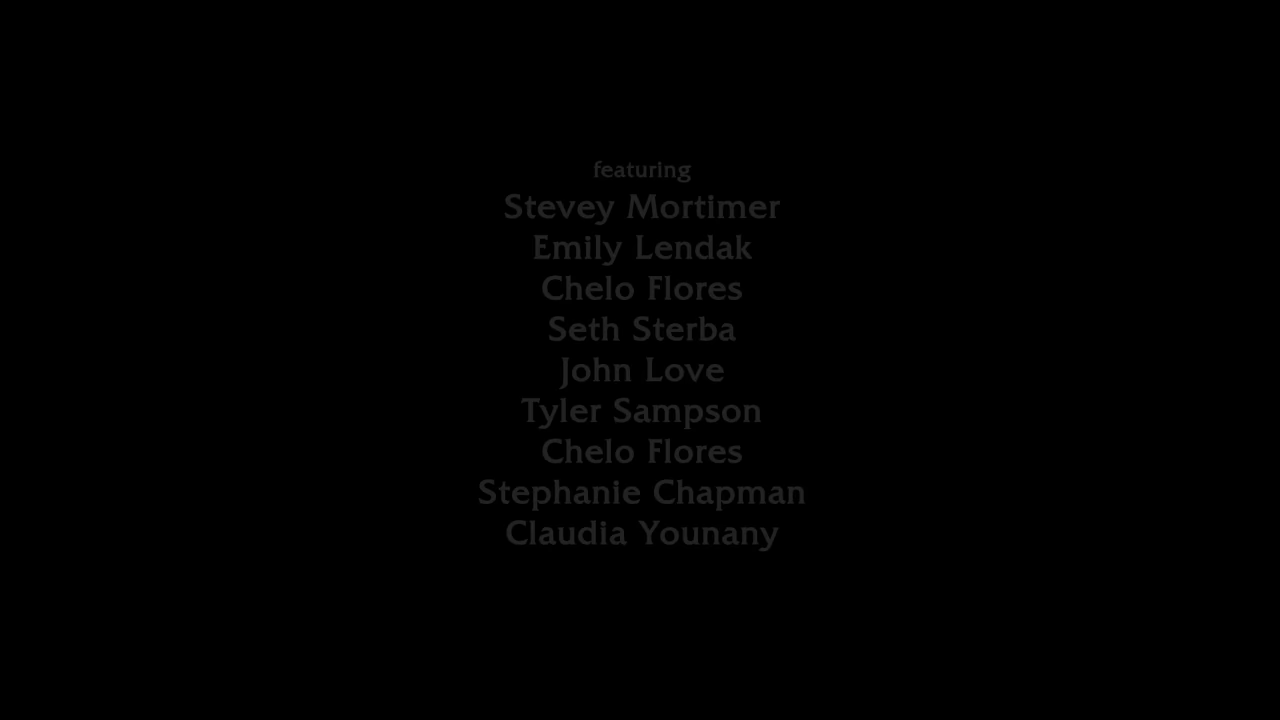 featuring
Stevey Mortimer
Emily Lendak
Chelo Flores
Seth Sterba
John Love
Tyler Sampson
Chelo Flores
Stephanie Chapman
Claudia Younany